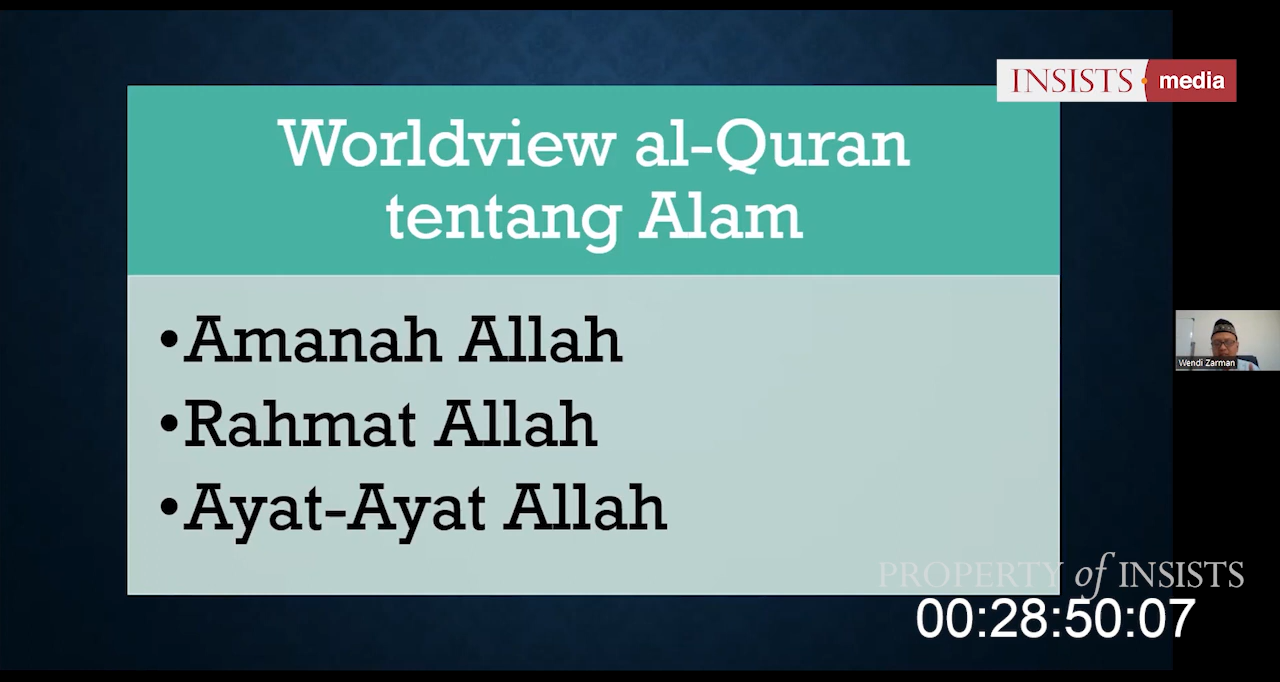 INSISTS media
Worldview al-Quran
tentang Alam
•Amanah Allah
•Rahmat Allah
•Ayat-Ayat Allah
Wendi Zarman
PROPERTY of INSISTS
00:28:50:07